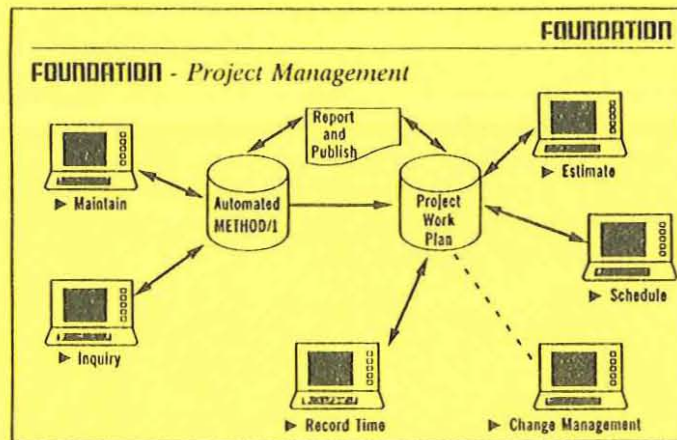 FOUNDATION
FOUNDATION - Project Management
Report
and
Publish
▶ Maintain
Automated
METHOD/1
Project
Work
Plan
▶ Estimate
▶ Schedule
▶ Inquiry
▶ Record Time
▶ Change Management